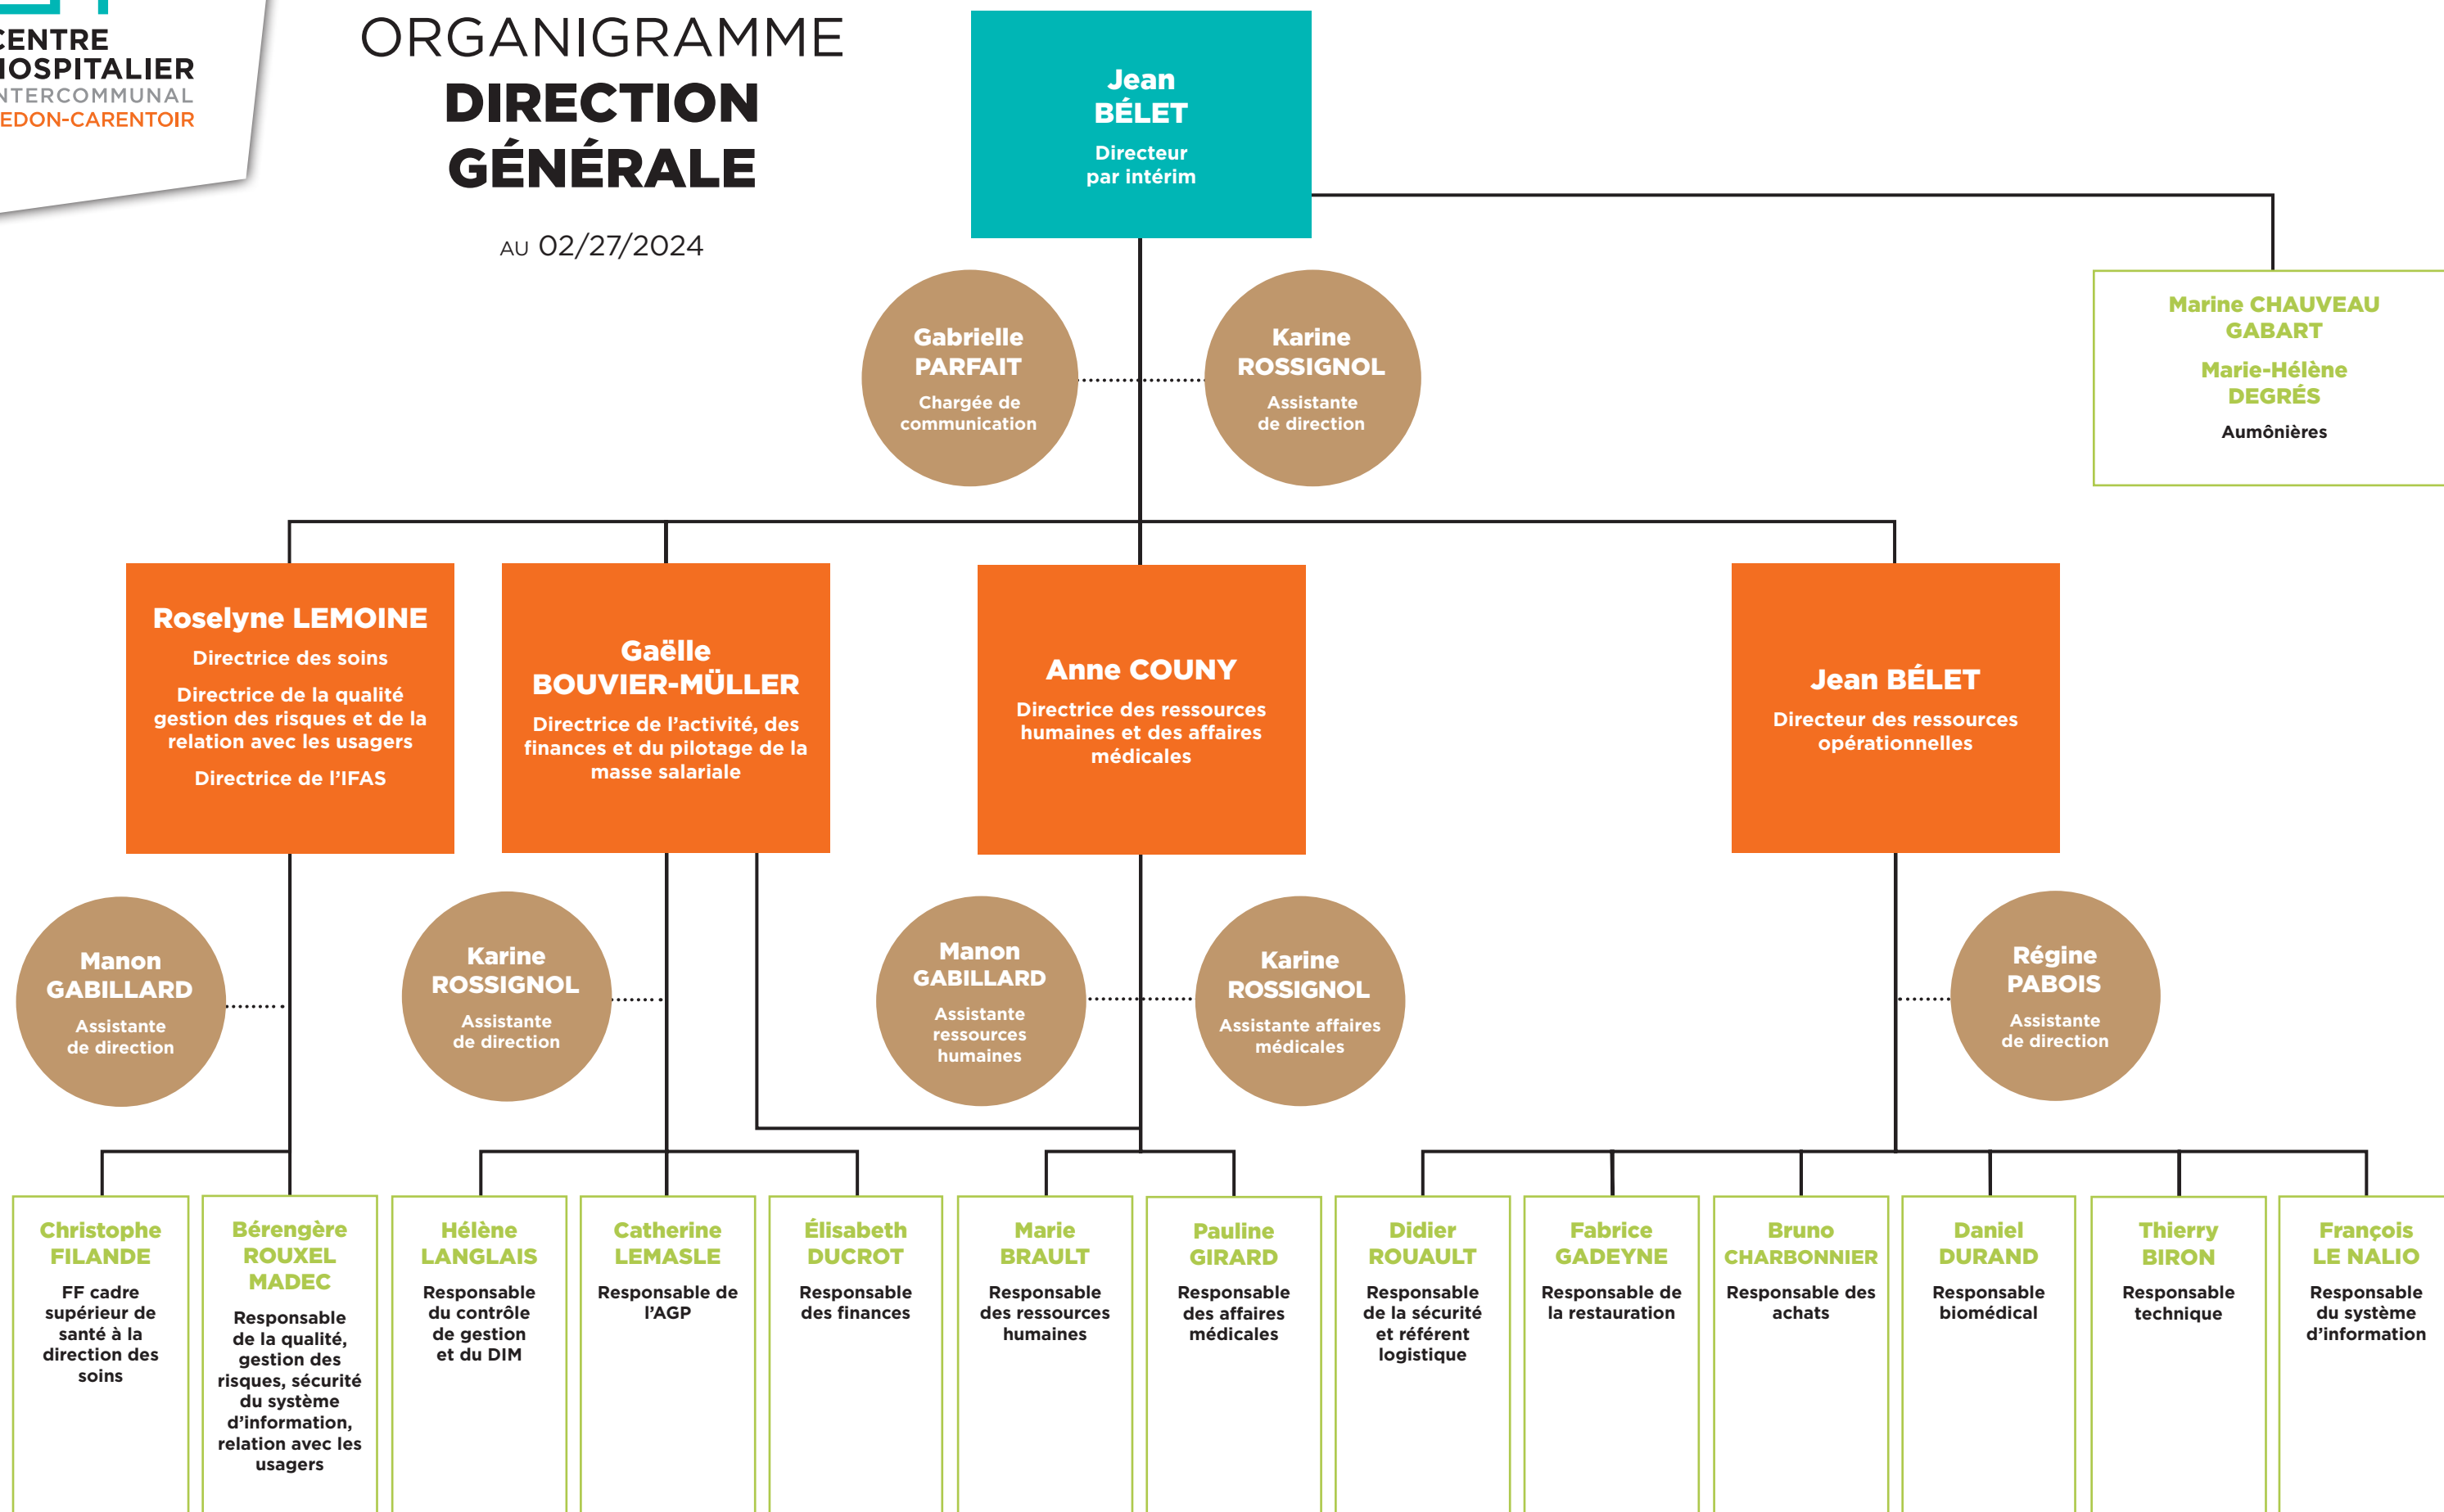 CENTRE
HOSPITALIER
INTERCOMMUNAL
EDON-CARENTOIR
ORGANIGRAMME
DIRECTION
GÉNÉRALE
AU 02/27/2024
Jean
BÉLET
Directeur
par intérim
Gabrielle
PARFAIT
Chargée de
communication
Karine
ROSSIGNOL
Assistante
de direction
Marine CHAUVEAU
GABART
Marie-Hélène
DEGRÉS
Aumônières
Roselyne LEMOINE
Directrice des soins
Directrice de la qualité
gestion des risques et de la
relation avec les usagers
Directrice de l’IFAS
Gaëlle
BOUVIER-MÜLLER
Directrice de l’activité, des
finances et du pilotage de la
masse salariale
Anne COUNY
Directrice des ressources
humaines et des affaires
médicales
Jean BÉLET
Directeur des ressources
opérationnelles
Manon
GABILLARD
Assistante
de direction
Karine
ROSSIGNOL
Assistante
de direction
Manon
GABILLARD
Assistante
ressources
humaines
Karine
ROSSIGNOL
Assistante affaires
médicales
Régine
PABOIS
Assistante
de direction
Christophe
FILANDE
FF cadre
supérieur de
santé à la
direction des
soins
Bérengère
ROUXEL
MADEC
Responsable
de la qualité,
gestion des
risques, sécurité
du système
d’information,
relation avec les
usagers
Hélène
LANGLAIS
Responsable
du contrôle
de gestion
et du DIM
Catherine
LEMASLE
Responsable de
l’AGP
Élisabeth
DUCROT
Responsable
des finances
Marie
BRAULT
Responsable
des ressources
humaines
Pauline
GIRARD
Responsable
des affaires
médicales
Didier
ROUAULT
Responsable
de la sécurité
et référent
logistique
Fabrice
GADEYNE
Responsable de
la restauration
Bruno
CHARBONNIER
Responsable des
achats
Daniel
DURAND
Responsable
biomédical
Thierry
BIRON
Responsable
technique
François
LE NALIO
Responsable
du système
d’information